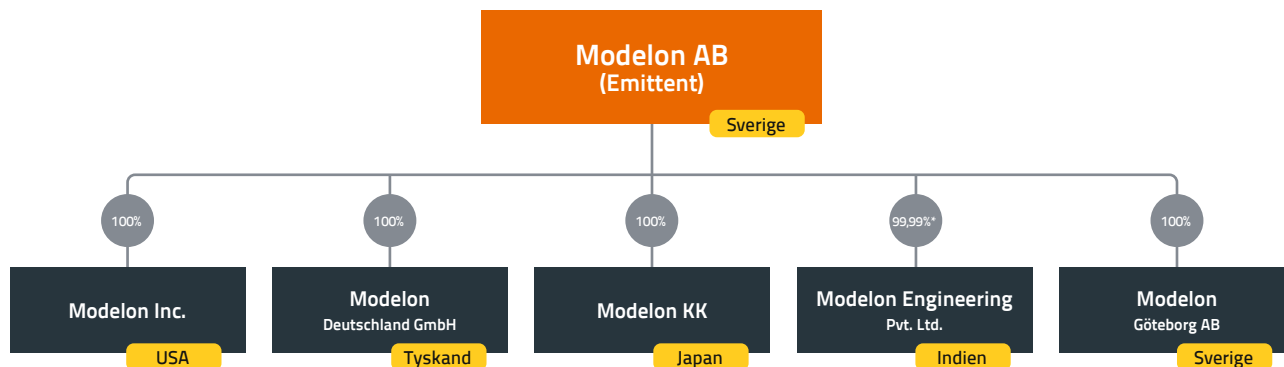 Modelon AB
(Emittent)
Sverige
100%
100%
100%
99,99%*
100%
Modelon Inc.
USA
Modelon
Deutschland GmbH
Tyskand
Modelon KK
Japan
Modelon Engineering
Pvt. Ltd.
Indien
Modelon
Göteborg AB
Sverige